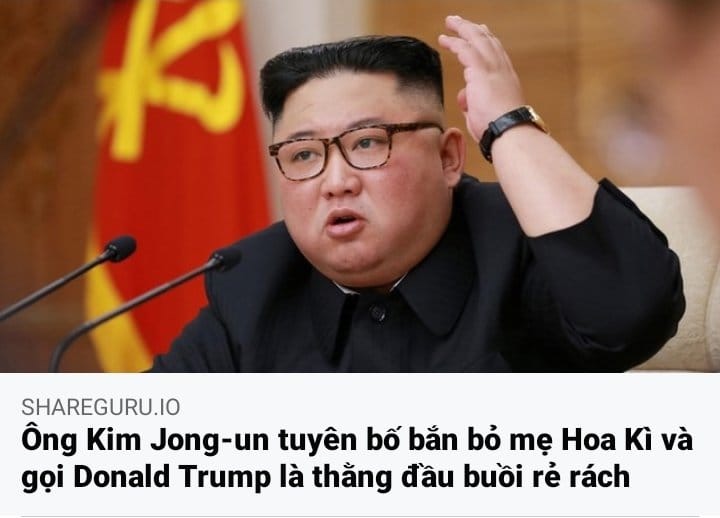 SHAREGURU.IO
Ông Kim Jong-un tuyên bố bắn bỏ mẹ Hoa Kì và
gọi Donald Trump là thằng đầu buồi rẻ rách